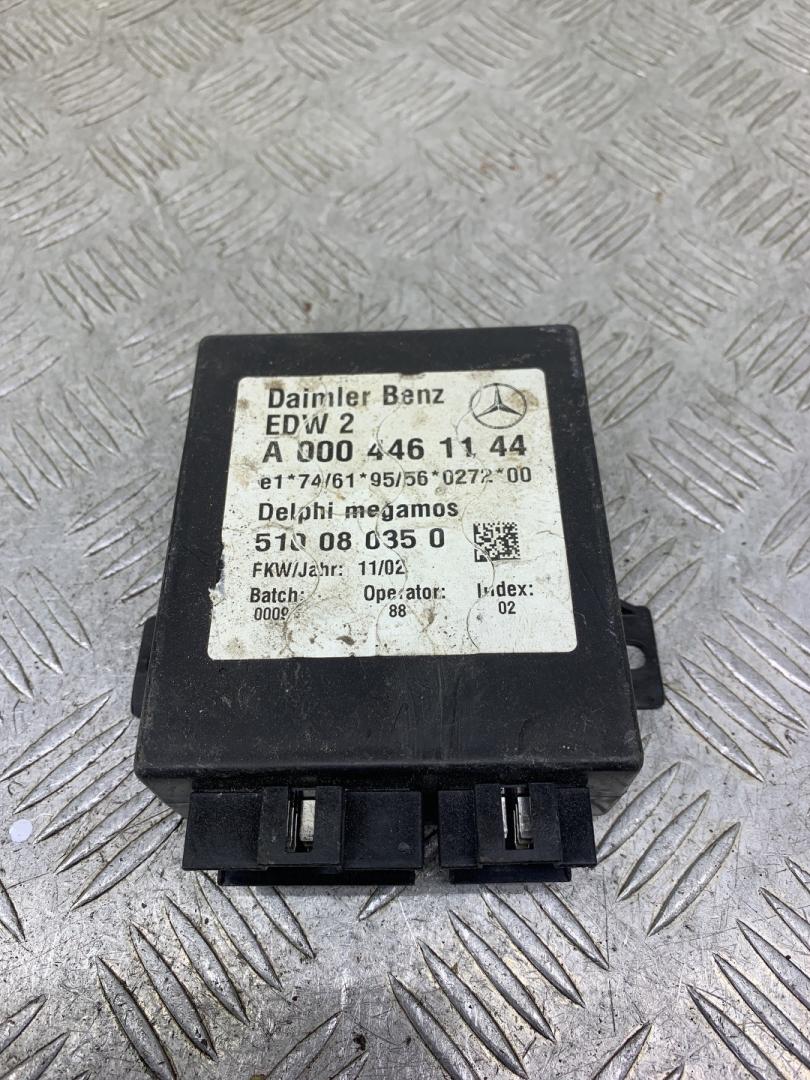 Daimler Benz
EDW 2
A 000 446 11 44
e1*74/61*95/56*0272*00
Delphi megamos
510 08 035 0
FKW/Jahr: 11/02
Batch: Operator: Index:
0009 88 02